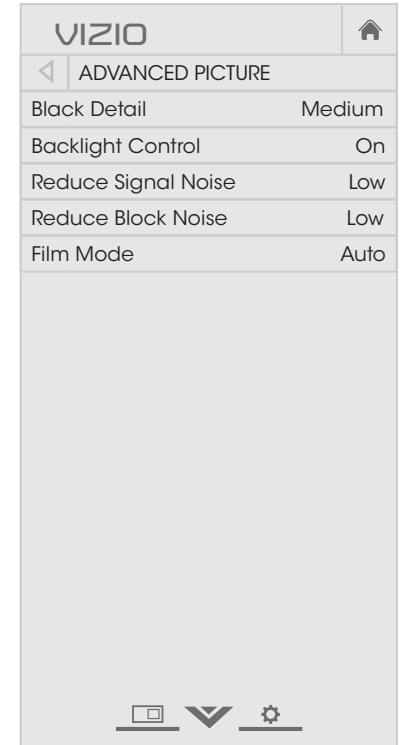 VIZIO
ADVANCED PICTURE
Black Detail Medium
Backlight Control On
Reduce Signal Noise Low
Reduce Block Noise Low
Film Mode Auto